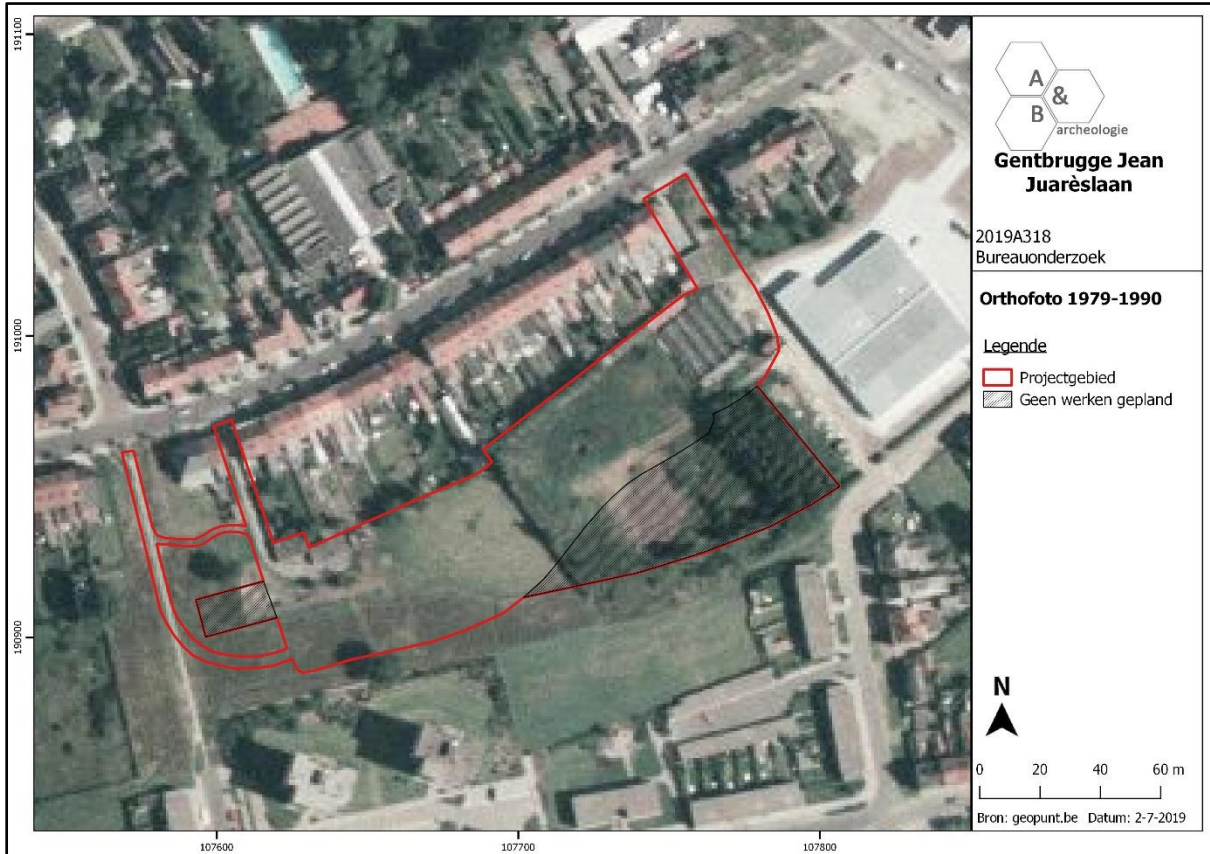 A
&
B
archeologie
Gentbrugge Jean
Juarèslaan
2019A318
Bureauonderzoek
Orthofoto 1979-1990
Legende
Projectgebied
Geen werken gepland
N
0 20 40 60 m
Bron: geopunt.be Datum: 2-7-2019
191100
191000
190900
107600 107700 107800